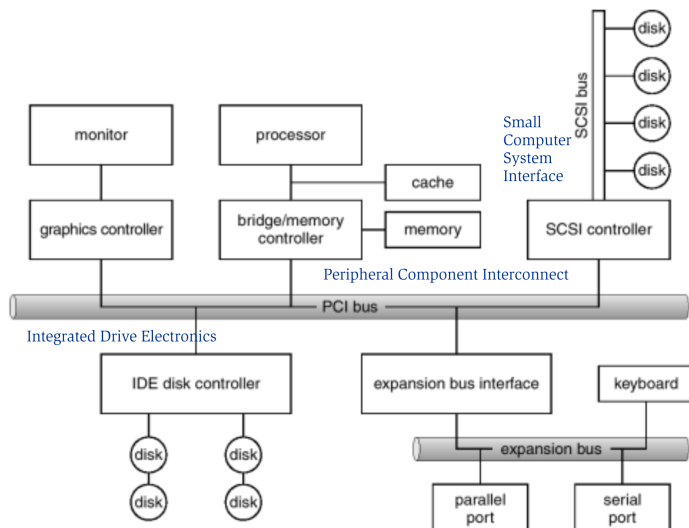 disk
disk
disk
disk
SCSI bus
Small
Computer
System
Interface
monitor
processor
cache
graphics controller
bridge/memory
controller
memory
SCSI controller
Peripheral Component Interconnect
PCI bus
Integrated Drive Electronics
IDE disk controller
expansion bus interface
keyboard
disk
disk
expansion bus
disk
disk
parallel
port
serial
port